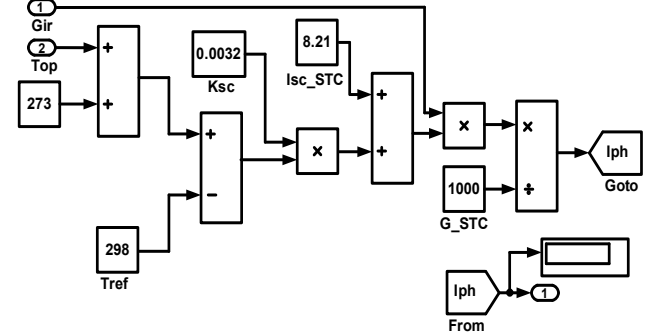 1
Gir
2
Top
273
+
+
0.0032
Ksc
8.21
Isc_STC
+
−
×
+
+
×
×
÷
1000
G_STC
Iph
Goto
298
Tref
Iph
From
1